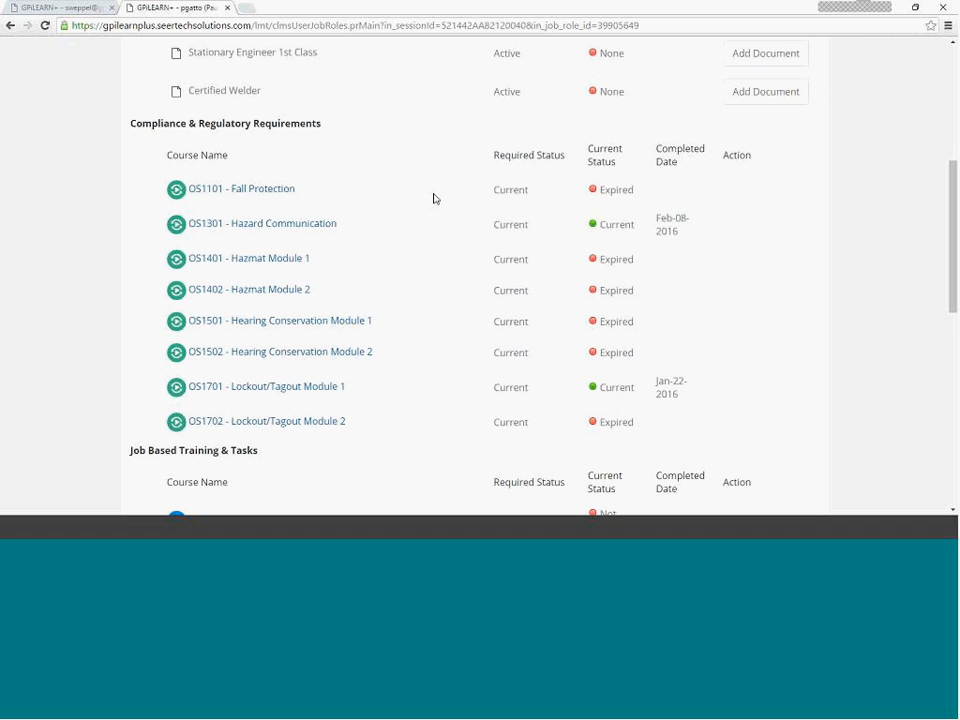 GPiLEARN+ - sweppel@g
GPiLEARN+ - pgatto (Pau
https://gpilearnplus.seertechsolutions.com/lmt/clmsUserJobRoles.prMain?in_sessionId=521442AA82120040&in_job_role_id=39905649
Stationary Engineer 1st Class Active None Add Document
Certified Welder Active None Add Document
Compliance & Regulatory Requirements
Course Name Required Status Current Status Completed Date Action
OS1101 - Fall Protection Current Expired
OS1301 - Hazard Communication Current Current Feb-08-2016
OS1401 - Hazmat Module 1 Current Expired
OS1402 - Hazmat Module 2 Current Expired
OS1501 - Hearing Conservation Module 1 Current Expired
OS1502 - Hearing Conservation Module 2 Current Expired
OS1701 - Lockout/Tagout Module 1 Current Current Jan-22-2016
OS1702 - Lockout/Tagout Module 2 Current Expired
Job Based Training & Tasks
Course Name Required Status Current Status Completed Date Action
Not